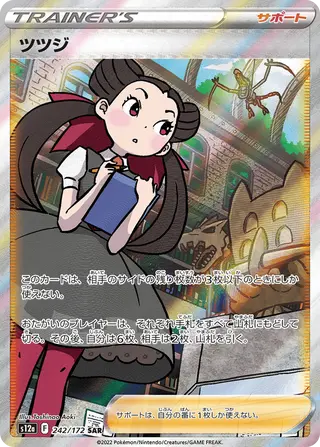 TRAINER'S
サポート
ツツジ
このカードは、相手のサイドの残り枚数が3枚以下のときにしか
使えない。
おたがいのプレイヤーは、それぞれ手札をすべて山札にもどして
切る。その後、自分は6枚、相手は2枚、山札を引く。
Illus.Yoshinao Aoki
s12a F 242/172 SAR
サポートは、自分の番に1枚しか使えない。
©2022 Pokémon/Nintendo/Creatures/GAME FREAK.